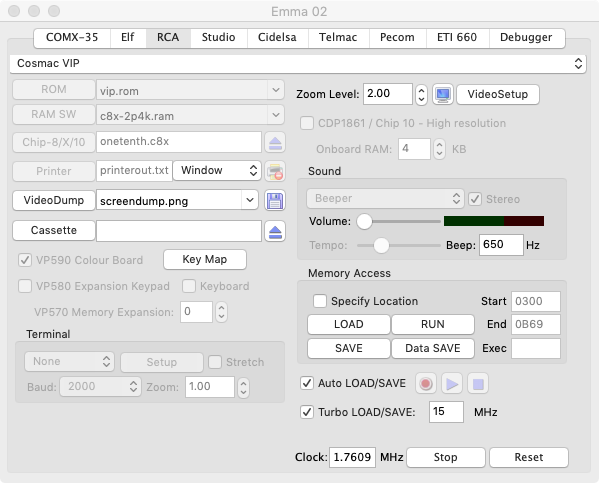 Emma 02
COMX-35 Elf RCA Studio Cidelsa Telmac Pecom ETI 660 Debugger
Cosmac VIP
ROM vip.rom
RAM SW c8x-2p4k.ram
Chip-8/X/10 onetenth.c8x
Printer printerout.txt Window
VideoDump screendump.png
Cassette
VP590 Colour Board Key Map
VP580 Expansion Keypad Keyboard
VP570 Memory Expansion: 0
Terminal
None Setup Stretch
Baud: 2000 Zoom: 1.00
Zoom Level: 2.00 VideoSetup
CDP1861 / Chip 10 - High resolution
Onboard RAM: 4 KB
Sound
Beeper Stereo
Volume:
Tempo: Beep: 650 Hz
Memory Access
Specify Location Start 0300
LOAD RUN End 0B69
SAVE Data SAVE Exec
Auto LOAD/SAVE
Turbo LOAD/SAVE: 15 MHz
Clock: 1.7609 MHz Stop Reset